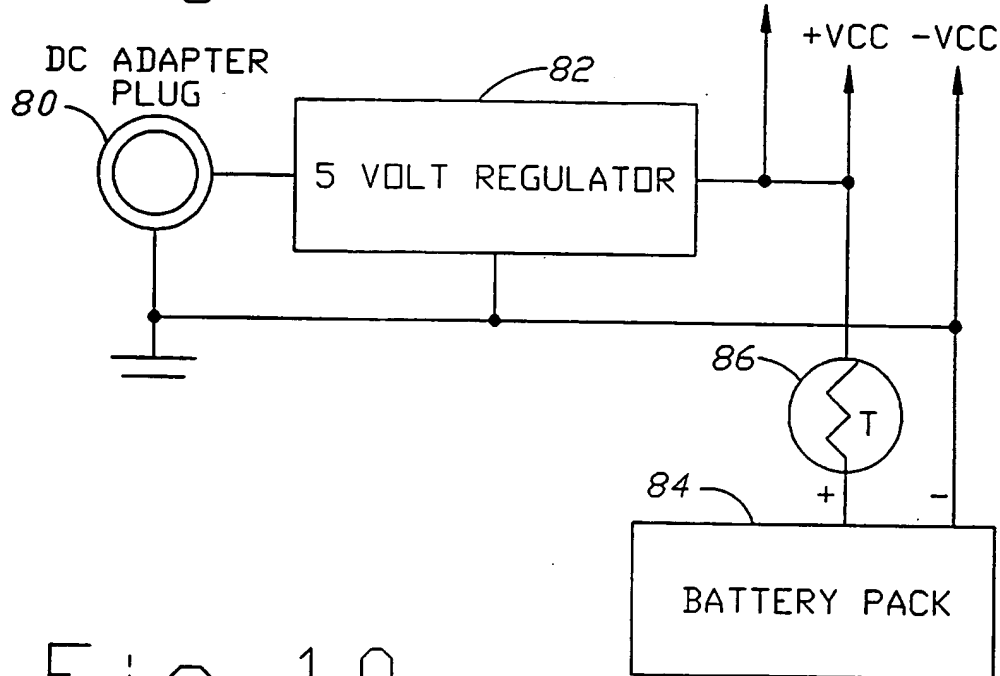 +VCC -VCC
DC ADAPTER
PLUG
80
82
5 VOLT REGULATOR
86
T
84
+
-
BATTERY PACK